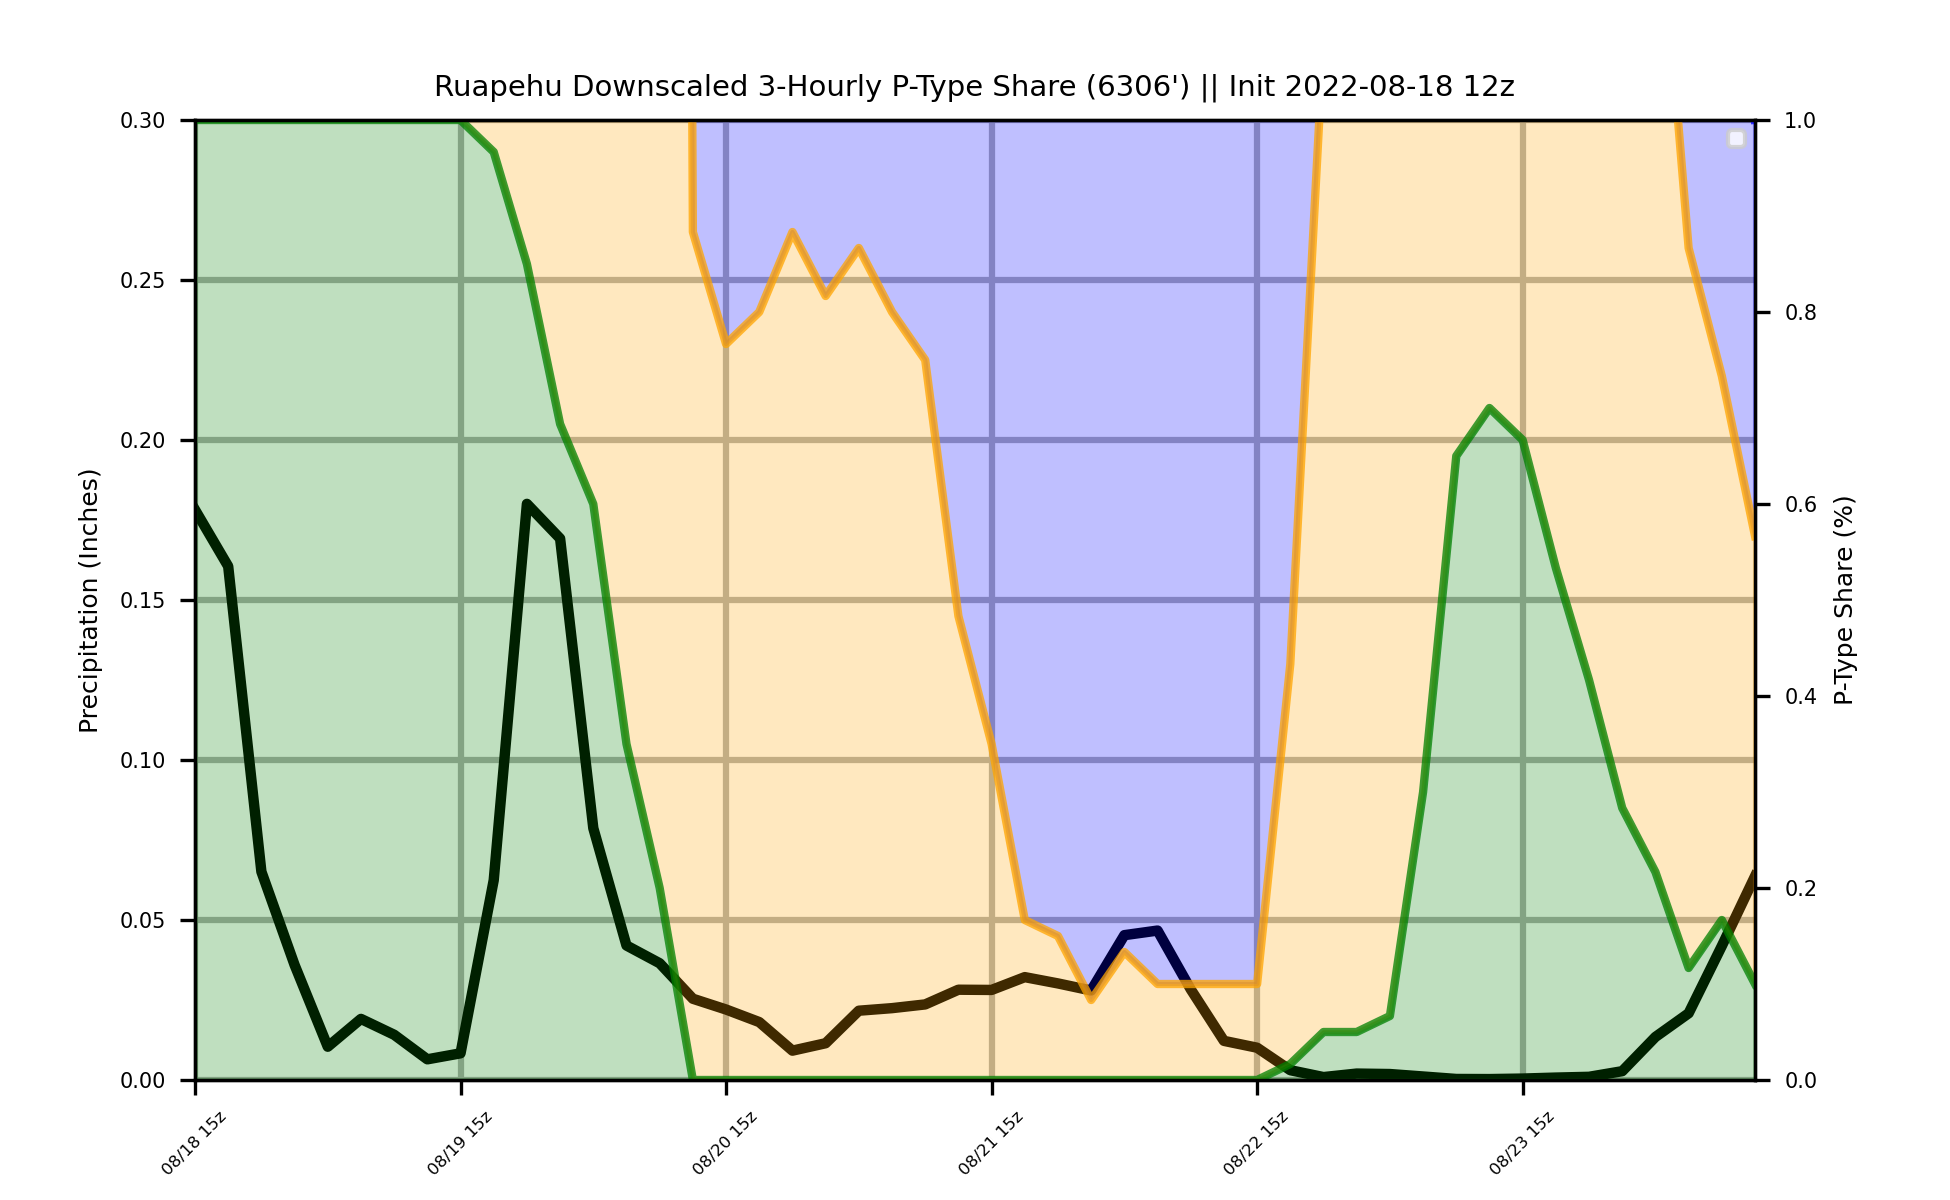 Ruapehu Downscaled 3-Hourly P-Type Share (6306') || Init 2022-08-18 12z
0.30
0.25
0.20
0.15
0.10
0.05
0.00
Precipitation (Inches)
1.0
0.8
0.6
0.4
0.2
0.0
P-Type Share (%)
08/18 15z
08/19 15z
08/20 15z
08/21 15z
08/22 15z
08/23 15z